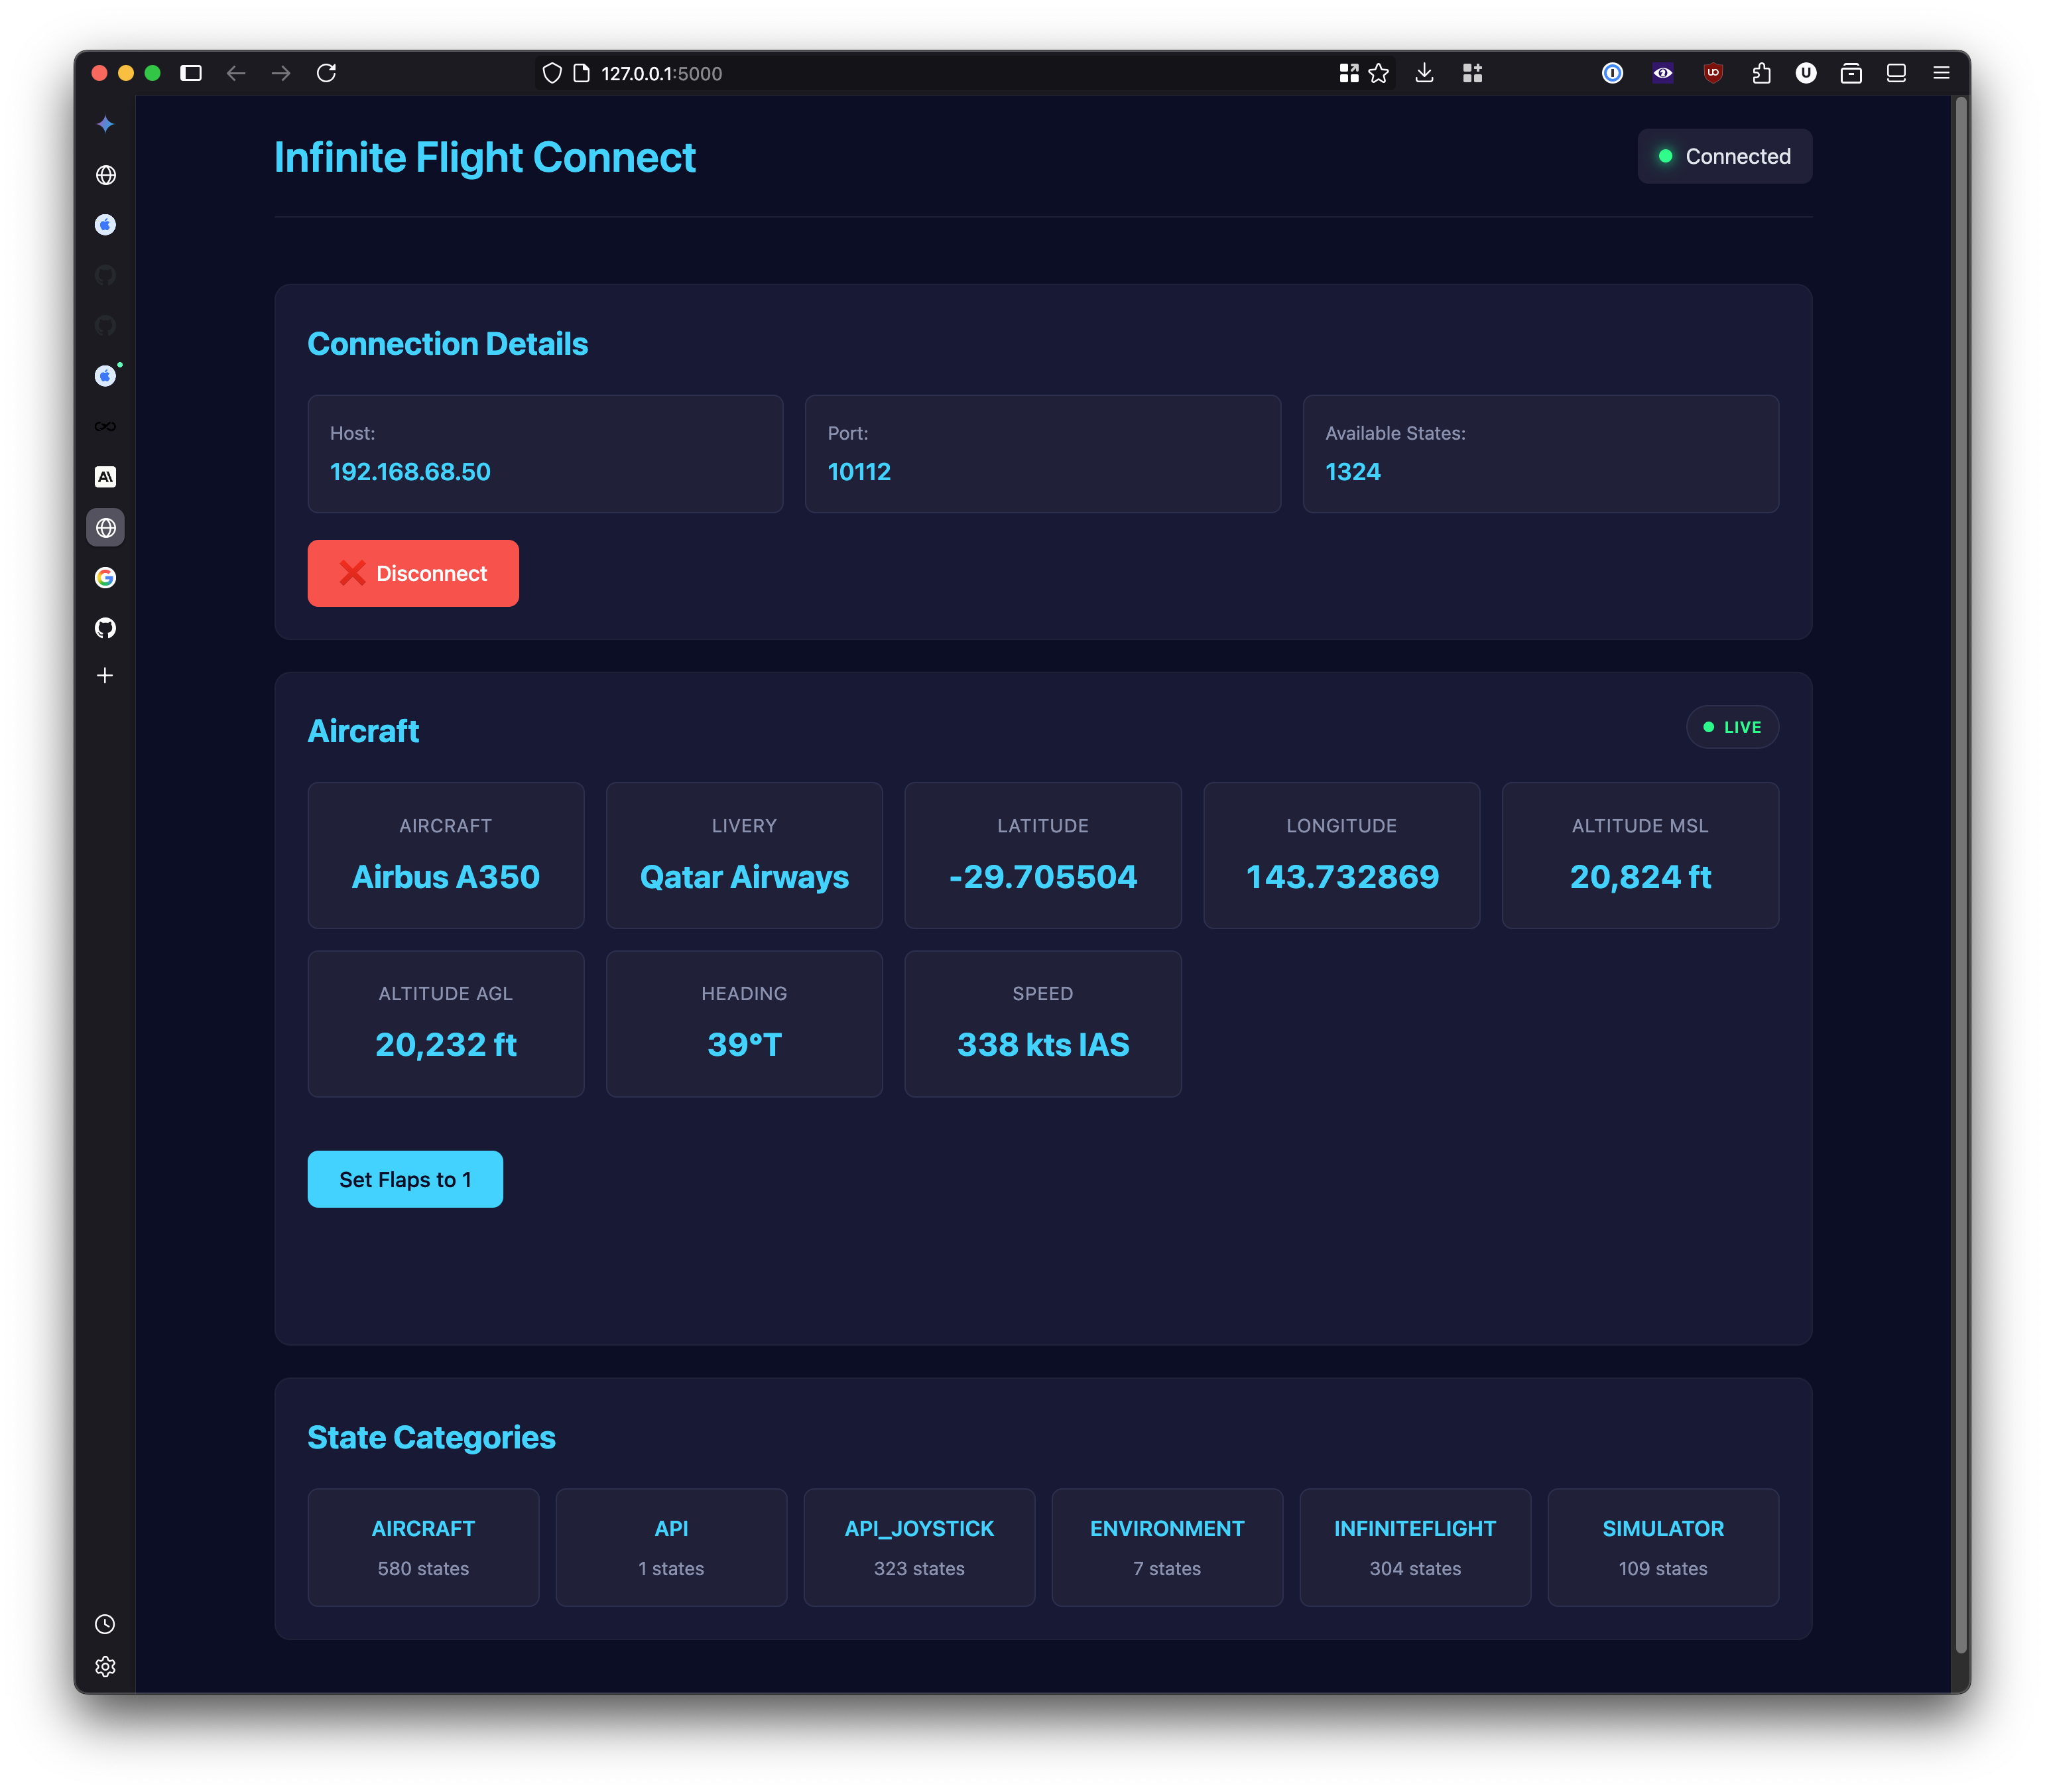 127.0.0.1:5000
Infinite Flight Connect
Connected
Connection Details
Host:
192.168.68.50
Port:
10112
Available States:
1324
❌ Disconnect
Aircraft
LIVE
AIRCRAFT
Airbus A350
LIVERY
Qatar Airways
LATITUDE
-29.705504
LONGITUDE
143.732869
ALTITUDE MSL
20,824 ft
ALTITUDE AGL
20,232 ft
HEADING
39°T
SPEED
338 kts IAS
Set Flaps to 1
State Categories
AIRCRAFT
580 states
API
1 states
API_JOYSTICK
323 states
ENVIRONMENT
7 states
INFINITEFLIGHT
304 states
SIMULATOR
109 states